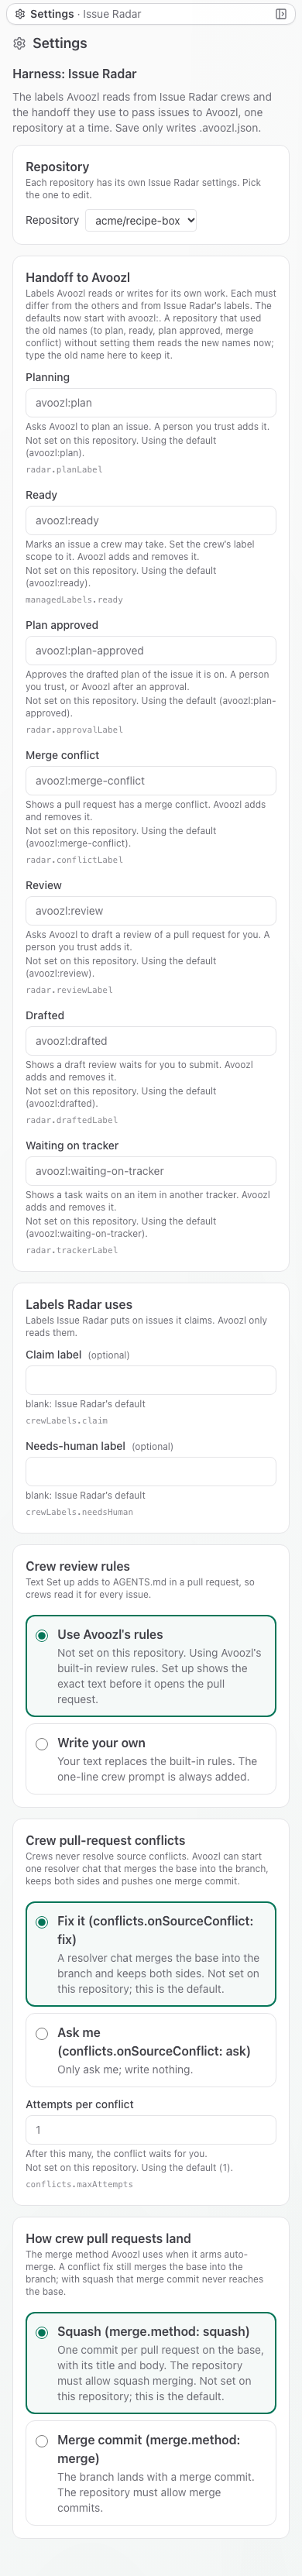 Settings · Issue Radar
Settings
Harness: Issue Radar
The labels Avoozl reads from Issue Radar crews and
the handoff they use to pass issues to Avoozl, one
repository at a time. Save only writes .avoozl.json.
Repository
Each repository has its own Issue Radar settings. Pick
the one to edit.
Repository acme/recipe-box
Handoff to Avoozl
Labels Avoozl reads or writes for its own work. Each must
differ from the others and from Issue Radar's labels. The
defaults now start with avoozl:. A repository that used
the old names (to plan, ready, plan approved, merge
conflict) without setting them reads the new names now;
type the old name here to keep it.
Planning
avoozl:plan
Asks Avoozl to plan an issue. A person you trust adds it.
Not set on this repository. Using the default
(avoozl:plan).
radar.planLabel
Ready
avoozl:ready
Marks an issue a crew may take. Set the crew's label
scope to it. Avoozl adds and removes it.
Not set on this repository. Using the default
(avoozl:ready).
managedLabels.ready
Plan approved
avoozl:plan-approved
Approves the drafted plan of the issue it is on. A person
you trust, or Avoozl after an approval.
Not set on this repository. Using the default (avoozl:plan-
approved).
radar.approvalLabel
Merge conflict
avoozl:merge-conflict
Shows a pull request has a merge conflict. Avoozl adds
and removes it.
Not set on this repository. Using the default
(avoozl:merge-conflict).
radar.conflictLabel
Review
avoozl:review
Asks Avoozl to draft a review of a pull request for you. A
person you trust adds it.
Not set on this repository. Using the default
(avoozl:review).
radar.reviewLabel
Drafted
avoozl:drafted
Shows a draft review waits for you to submit. Avoozl
adds and removes it.
Not set on this repository. Using the default
(avoozl:drafted).
radar.draftedLabel
Waiting on tracker
avoozl:waiting-on-tracker
Shows a task waits on an item in another tracker. Avoozl
adds and removes it.
Not set on this repository. Using the default
(avoozl:waiting-on-tracker).
radar.trackerLabel
Labels Radar uses
Labels Issue Radar puts on issues it claims. Avoozl only
reads them.
Claim label (optional)
blank: Issue Radar's default
crewLabels.claim
Needs-human label (optional)
blank: Issue Radar's default
crewLabels.needsHuman
Crew review rules
Text Set up adds to AGENTS.md in a pull request, so
crews read it for every issue.
Use Avoozl's rules
Not set on this repository. Using Avoozl's
built-in review rules. Set up shows the
exact text before it opens the pull
request.
Write your own
Your text replaces the built-in rules. The
one-line crew prompt is always added.
Crew pull-request conflicts
Crews never resolve source conflicts. Avoozl can start
one resolver chat that merges the base into the branch,
keeps both sides and pushes one merge commit.
Fix it (conflicts.onSourceConflict:
fix)
A resolver chat merges the base into the
branch and keeps both sides. Not set on
this repository; this is the default.
Ask me
(conflicts.onSourceConflict: ask)
Only ask me; write nothing.
Attempts per conflict
1
After this many, the conflict waits for you.
Not set on this repository. Using the default (1).
conflicts.maxAttempts
How crew pull requests land
The merge method Avoozl uses when it arms auto-
merge. A conflict fix still merges the base into the
branch; with squash that merge commit never reaches
the base.
Squash (merge.method: squash)
One commit per pull request on the base,
with its title and body. The repository
must allow squash merging. Not set on
this repository; this is the default.
Merge commit (merge.method:
merge)
The branch lands with a merge commit.
The repository must allow merge
commits.